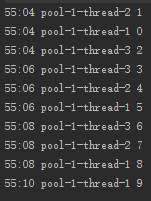 55:04 pool-1-thread-2 1
55:04 pool-1-thread-1 0
55:04 pool-1-thread-3 2
55:06 pool-1-thread-3 3
55:06 pool-1-thread-2 4
55:06 pool-1-thread-1 5
55:08 pool-1-thread-3 6
55:08 pool-1-thread-2 7
55:08 pool-1-thread-1 8
55:10 pool-1-thread-1 9